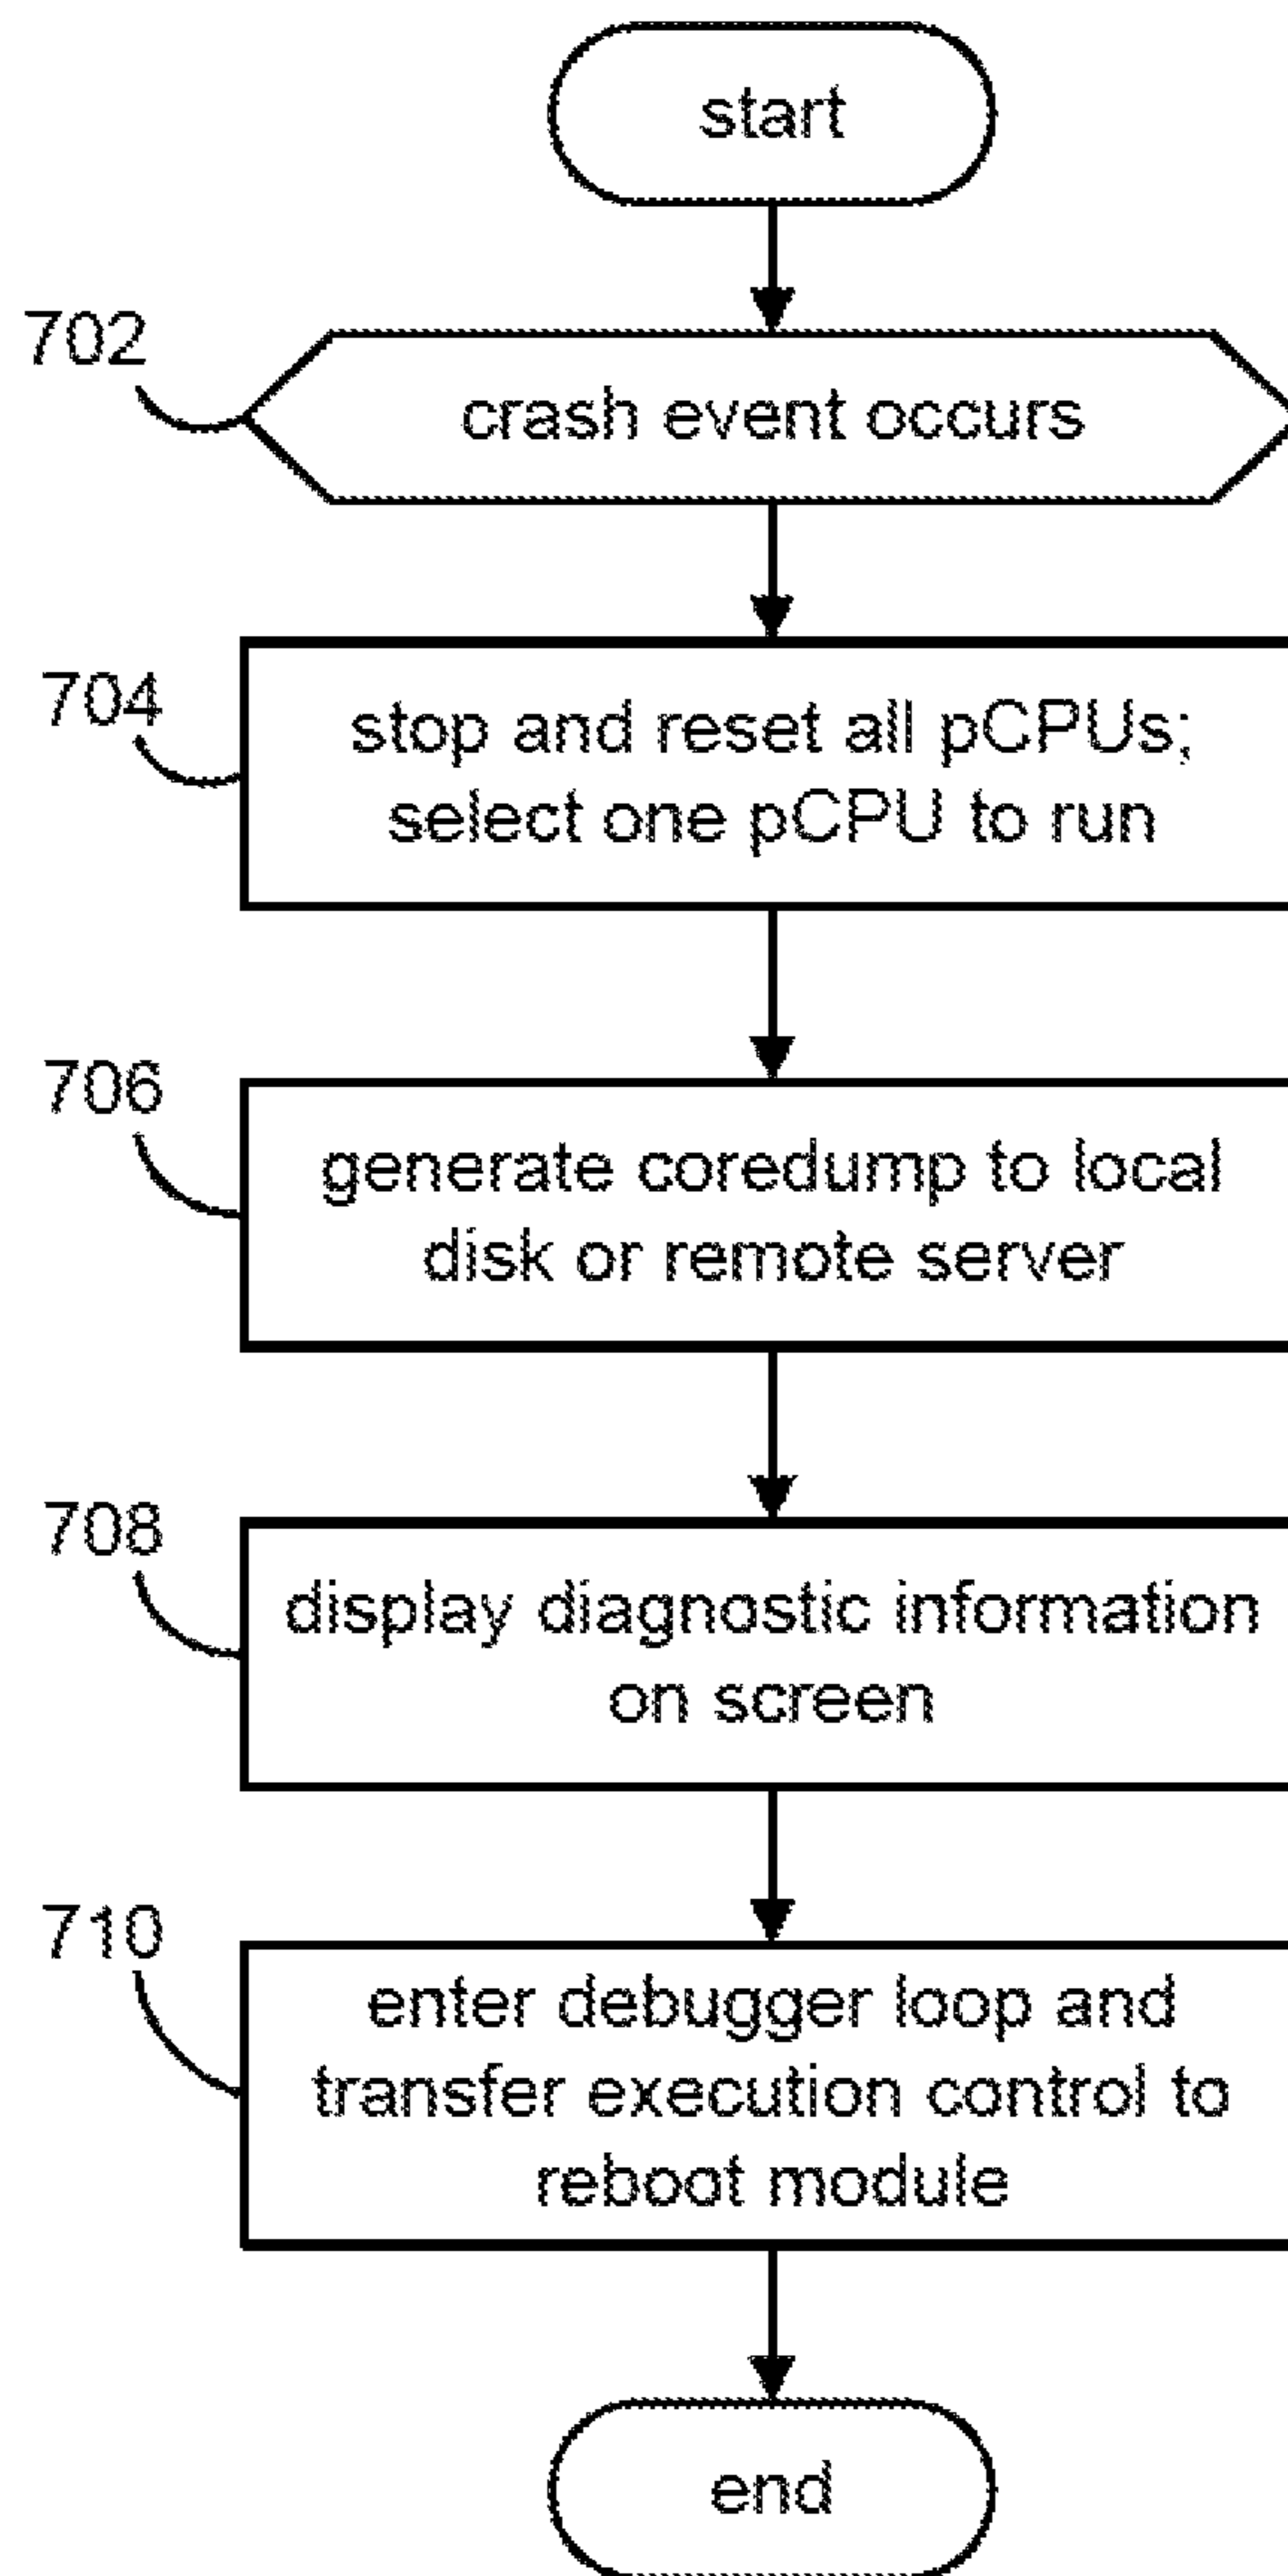 start
702
crash event occurs
704
stop and reset all pCPUs;
select one pCPU to run
706
generate coredump to local
disk or remote server
708
display diagnostic information
on screen
710
enter debugger loop and
transfer execution control to
reboot module
end